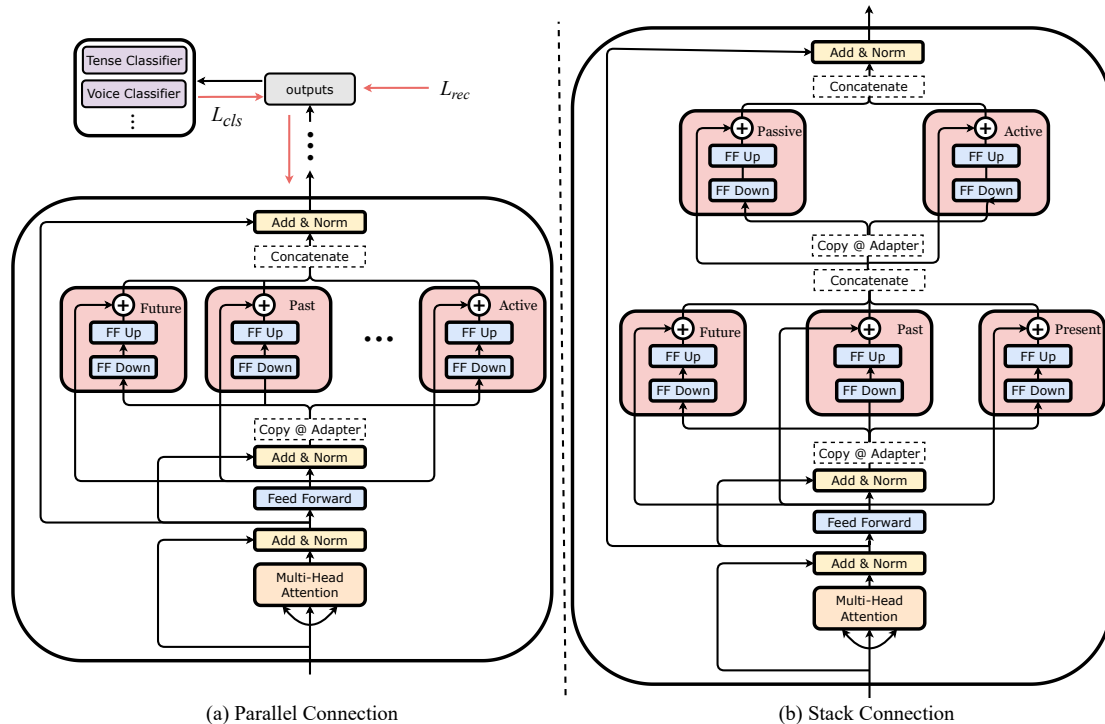 Tense Classifier
Voice Classifier
outputs
L_rec
L_cls
Add & Norm
Concatenate
Future
Past
Active
FF Up
FF Up
FF Up
FF Down
FF Down
FF Down
Copy @ Adapter
Add & Norm
Feed Forward
Add & Norm
Multi-Head
Attention
(a) Parallel Connection
Add & Norm
Concatenate
Passive
Active
FF Up
FF Up
FF Down
FF Down
Copy @ Adapter
Concatenate
Future
Past
Present
FF Up
FF Up
FF Up
FF Down
FF Down
FF Down
Copy @ Adapter
Add & Norm
Feed Forward
Add & Norm
Multi-Head
Attention
(b) Stack Connection